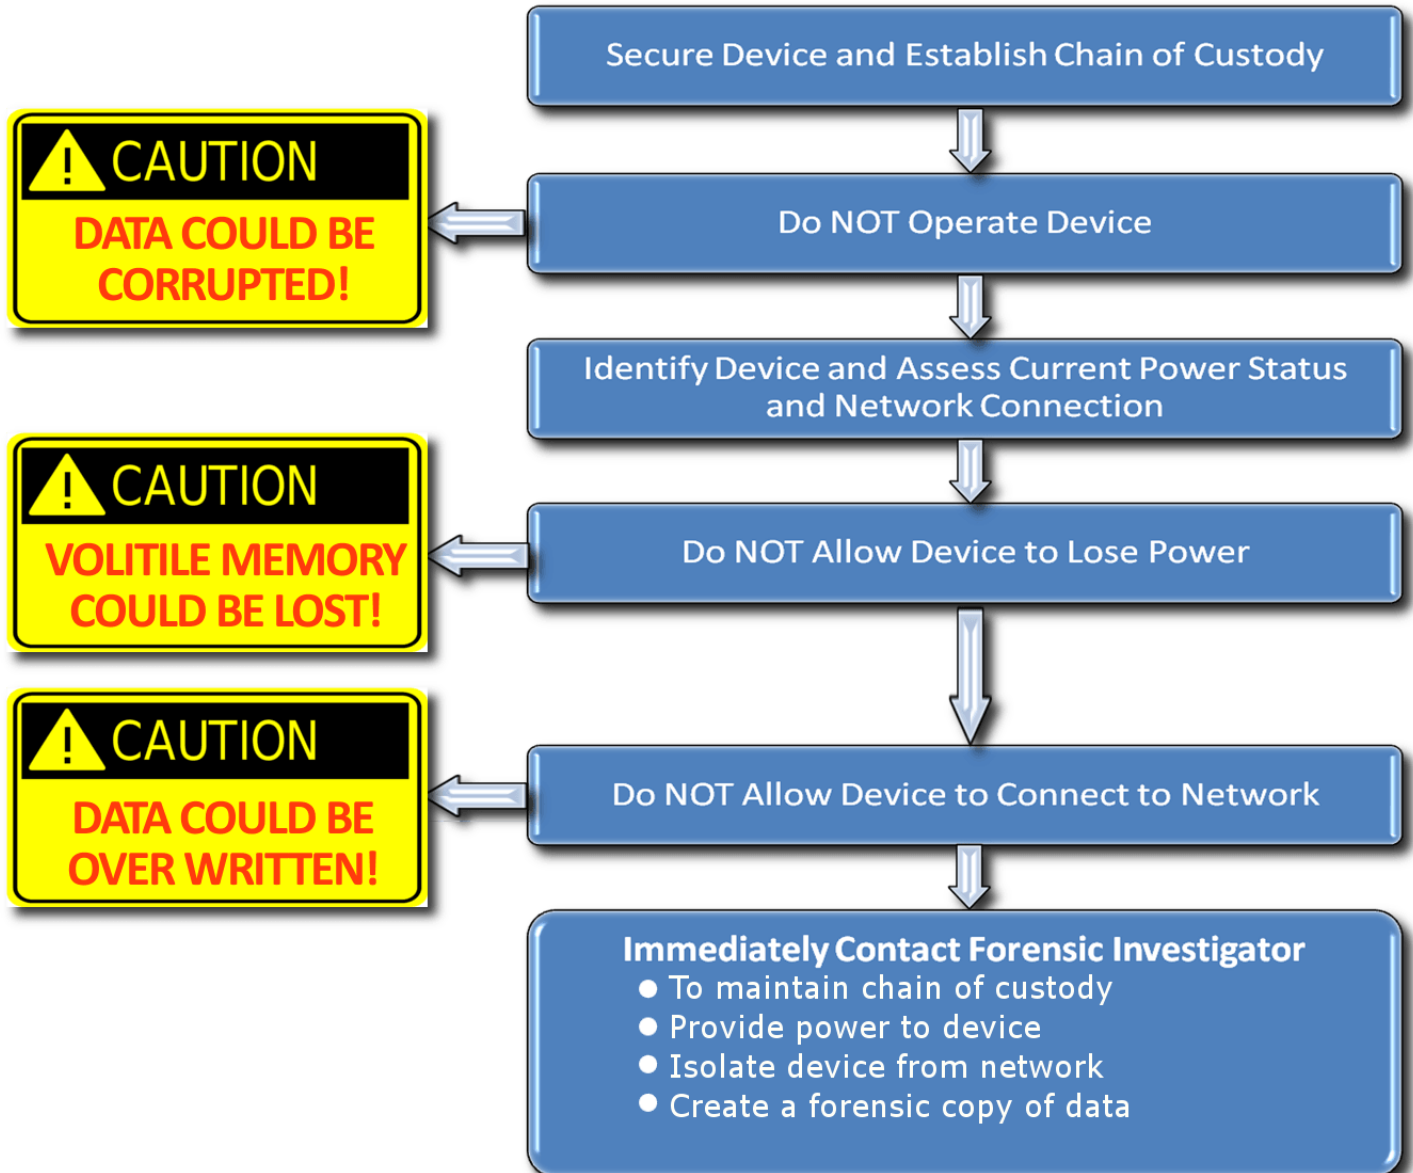 Secure Device and Establish Chain of Custody
CAUTION
DATA COULD BE
CORRUPTED!
Do NOT Operate Device
Identify Device and Assess Current Power Status
and Network Connection
CAUTION
VOLITILE MEMORY
COULD BE LOST!
Do NOT Allow Device to Lose Power
CAUTION
DATA COULD BE
OVER WRITTEN!
Do NOT Allow Device to Connect to Network
Immediately Contact Forensic Investigator
● To maintain chain of custody
● Provide power to device
● Isolate device from network
● Create a forensic copy of data